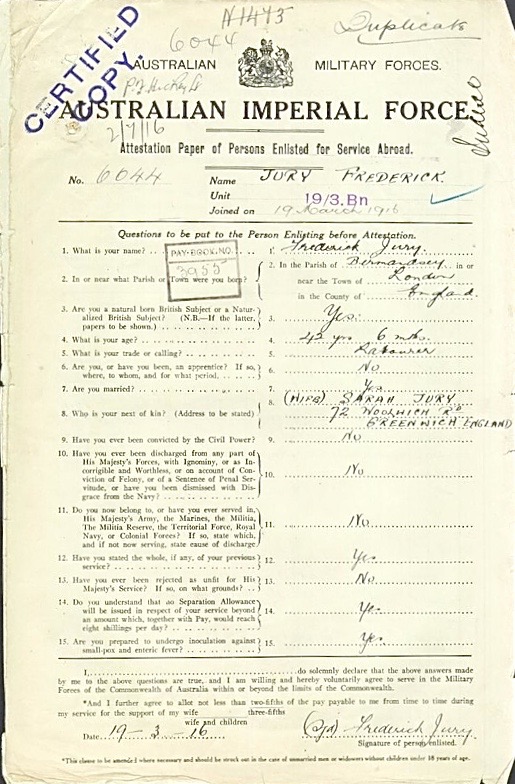 N1475
Duplicate
6044
CERTIFIED COPY.
AUSTRALIAN MILITARY FORCES.
AUSTRALIAN IMPERIAL FORCE.
2/7/16
Attestation Paper of Persons Enlisted for Service Abroad.
No. 6044 Name JURY FREDERICK
Unit 19/3.Bn
Joined on 19 March 1916
Questions to be put to the Person Enlisting before Attestation.
PAY-BOOK NO.
3955
1. What is your name? 1. Frederick Jury.
2. In or near what Parish or Town were you born? 2. In the Parish of Bermondsey in or
near the Town of London
in the County of England.
3. Are you a natural born British Subject or a Natur-
alized British Subject? (N.B.—If the latter,
papers to be shown.) 3. Yes.
4. What is your age? 4. 42 yrs 6 mths.
5. What is your trade or calling? 5. Labourer
6. Are you, or have you been, an apprentice? If so,
where, to whom, and for what period. 6. No
7. Are you married? 7. Yes
8. Who is your next of kin? (Address to be stated) 8. (WIFE) SARAH JURY
72 WOOLWICH RD
GREENWICH ENGLAND
9. Have you ever been convicted by the Civil Power? 9. No
10. Have you ever been discharged from any part of
His Majesty's Forces, with Ignominy, or as In-
corrigible and Worthless, or on account of Con-
viction of Felony, or of a Sentence of Penal Ser-
vitude, or have you been dismissed with Dis-
grace from the Navy? 10. No
11. Do you now belong to, or have you ever served in,
His Majesty's Army, the Marines, the Militia,
The Militia Reserve, the Territorial Force, Royal
Navy, or Colonial Forces? If so, state which,
and if not now serving, state cause of discharge 11. No
12. Have you stated the whole, if any, of your previous
service? 12. Yes
13. Have you ever been rejected as unfit for His
Majesty's Service? If so, on what grounds? 13. No
14. Do you understand that no Separation Allowance
will be issued in respect of your service beyond
an amount which, together with Pay, would reach
eight shillings per day? 14. Yes
15. Are you prepared to undergo inoculation against
small-pox and enteric fever? 15. Yes
I, do solemnly declare that the above answers made
by me to the above questions are true, and I am willing and hereby voluntarily agree to serve in the Military
Forces of the Commonwealth of Australia within or beyond the limits of the Commonwealth.
*And I further agree to allot not less than two-fifths of the pay payable to me from time to time during
three-fifths
my service for the support of my wife
wife and children
Date 19-3-16 (Sgd) Frederick Jury
Signature of person enlisted.
*This clause to be amended where necessary and should be struck out in the case of unmarried men or widowers without children under 18 years of age.